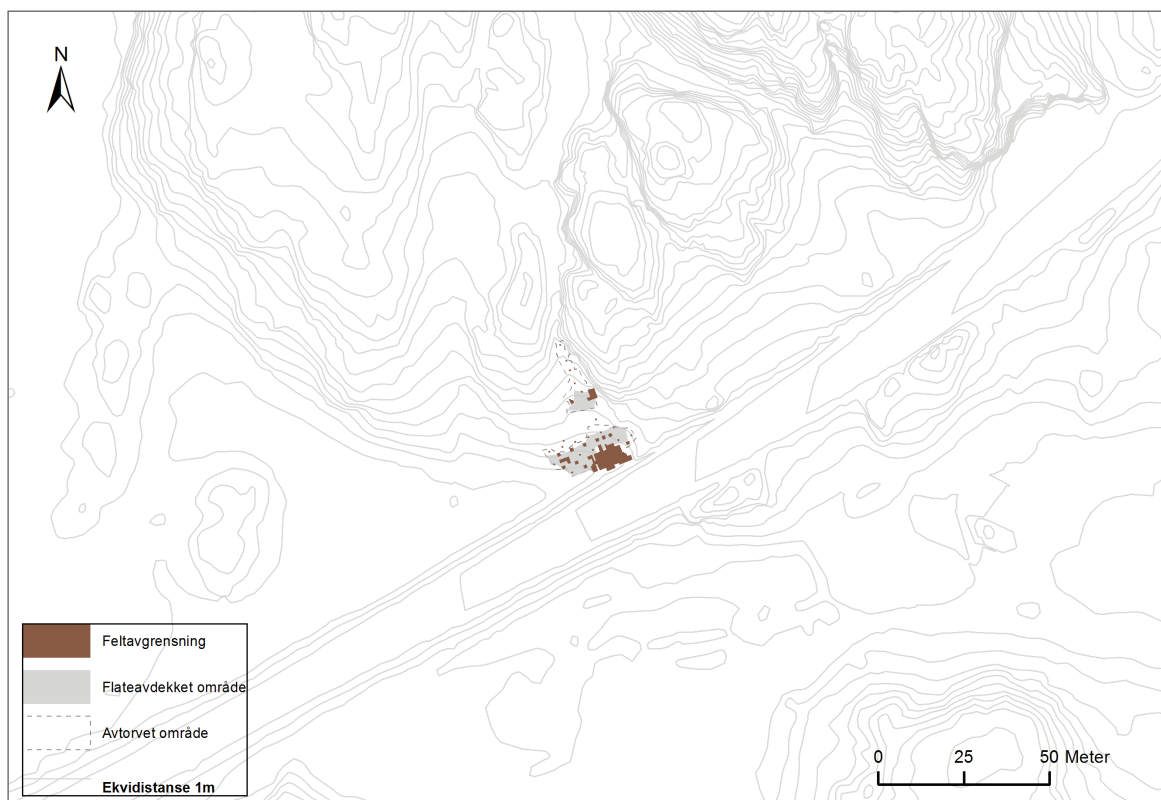 N
Feltavgrensning
Flateavdekket område
Avtorvet område
Ekvidistanse 1m
0 25 50 Meter